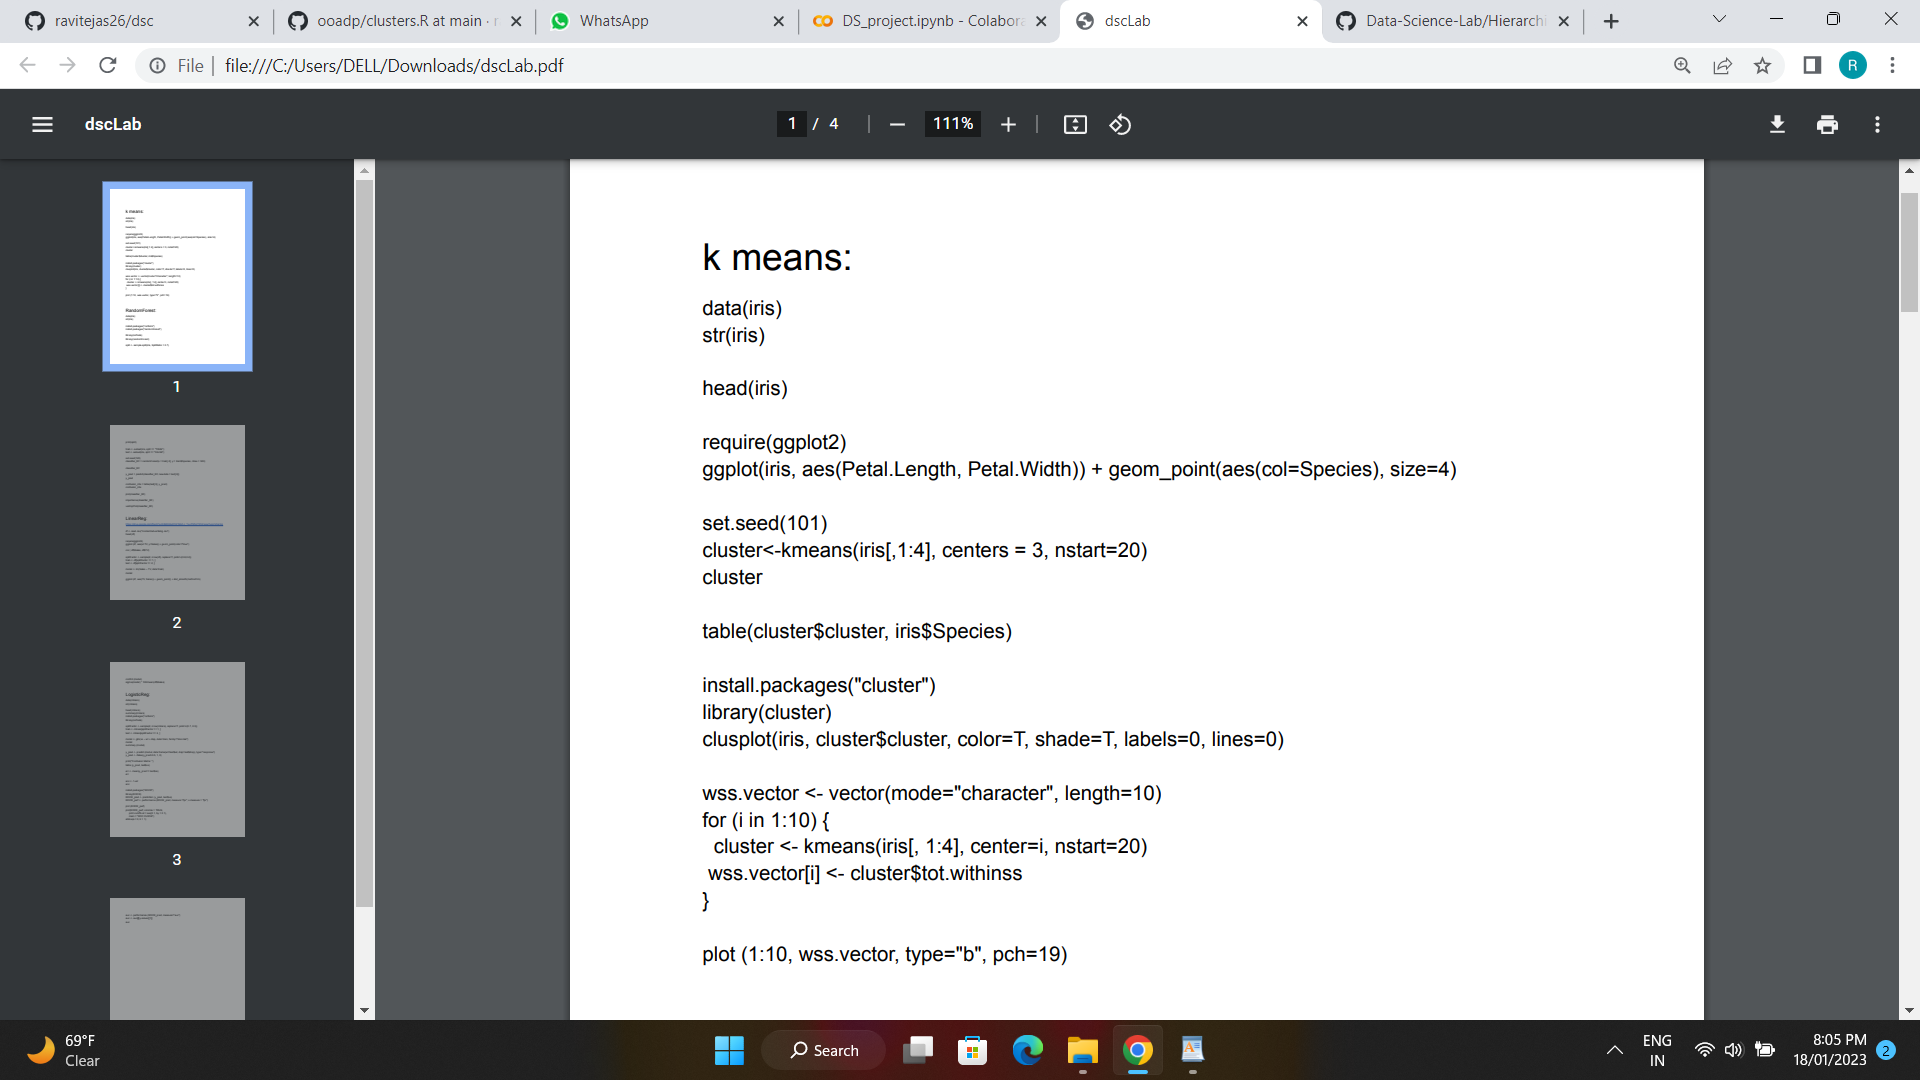 ravitejas26/dsc
ooadp/clusters.R at main · r
WhatsApp
DS_project.ipynb - Colabora
dscLab
Data-Science-Lab/Hierarchi
File
file:///C:/Users/DELL/Downloads/dscLab.pdf
R
dscLab
1 / 4
111%
1
2
3
k means:
data(iris)
str(iris)
head(iris)
require(ggplot2)
ggplot(iris, aes(Petal.Length, Petal.Width)) + geom_point(aes(col=Species), size=4)
set.seed(101)
cluster<-kmeans(iris[,1:4], centers = 3, nstart=20)
cluster
table(cluster$cluster, iris$Species)
install.packages("cluster")
library(cluster)
clusplot(iris, cluster$cluster, color=T, shade=T, labels=0, lines=0)
wss.vector <- vector(mode="character", length=10)
for (i in 1:10) {
cluster <- kmeans(iris[, 1:4], center=i, nstart=20)
wss.vector[i] <- cluster$tot.withinss
}
plot (1:10, wss.vector, type="b", pch=19)
69°F
Clear
Search
ENG
IN
8:05 PM
18/01/2023
2